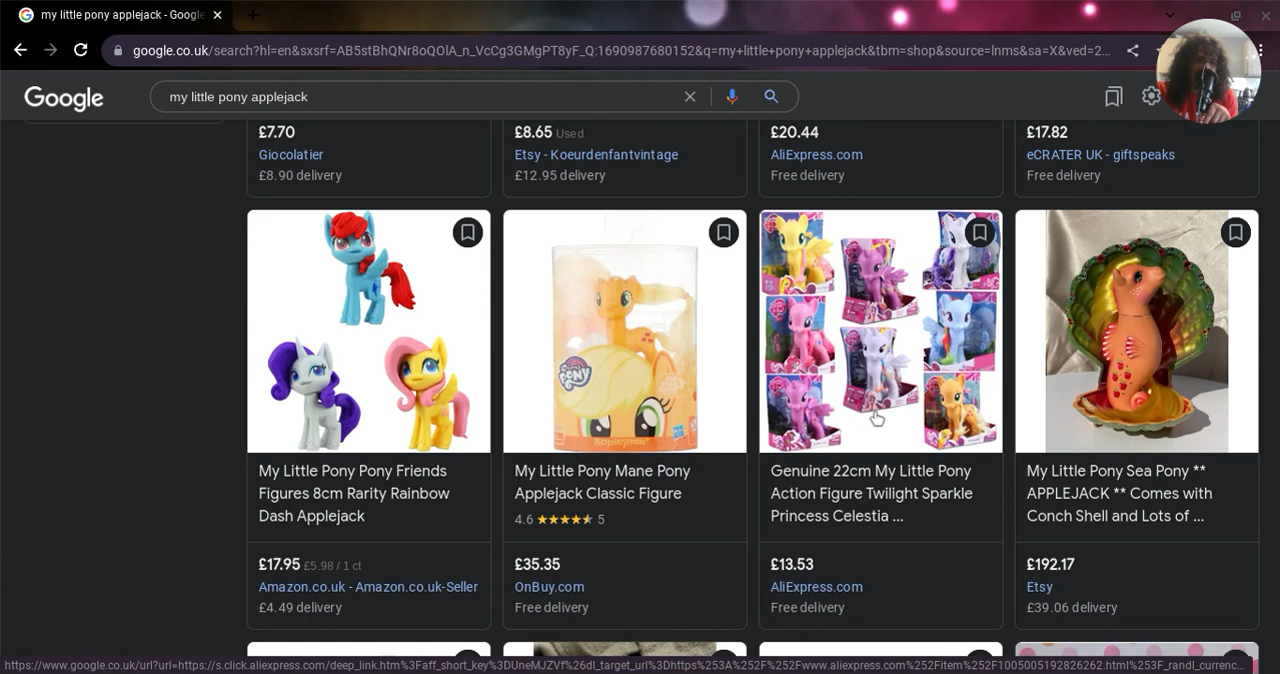 my little pony applejack - Google
google.co.uk/search?hl=en&sxsrf=AB5stBhQNr8oQOlA_n_VcCg3GMgPT8yF_Q:1690987680152&q=my+little+pony+applejack&tbm=shop&source=lnms&sa=X&ved=2...
Google
my little pony applejack
£7.70
Giocolatier
£8.90 delivery
£8.65 Used
Etsy - Koeurdenfantvintage
£12.95 delivery
£20.44
AliExpress.com
Free delivery
£17.82
eCRATER UK - giftspeaks
Free delivery
My Little Pony Pony Friends
Figures 8cm Rarity Rainbow
Dash Applejack
£17.95 £5.98 / 1 ct
Amazon.co.uk - Amazon.co.uk-Seller
£4.49 delivery
PONY
Applejack
My Little Pony Mane Pony
Applejack Classic Figure
4.6 ★★★★★ 5
£35.35
OnBuy.com
Free delivery
Genuine 22cm My Little Pony
Action Figure Twilight Sparkle
Princess Celestia ...
£13.53
AliExpress.com
Free delivery
My Little Pony Sea Pony **
APPLEJACK ** Comes with
Conch Shell and Lots of ...
£192.17
Etsy
£39.06 delivery
https://www.google.co.uk/url?url=https://s.click.aliexpress.com/deep_link.htm%3Faff_short_key%3DUneMJZVf%26dl_target_url%3Dhttps%253A%252F%252Fwww.aliexpress.com%252Fitem%252F1005005192826262.html%253F_randl_currenc...